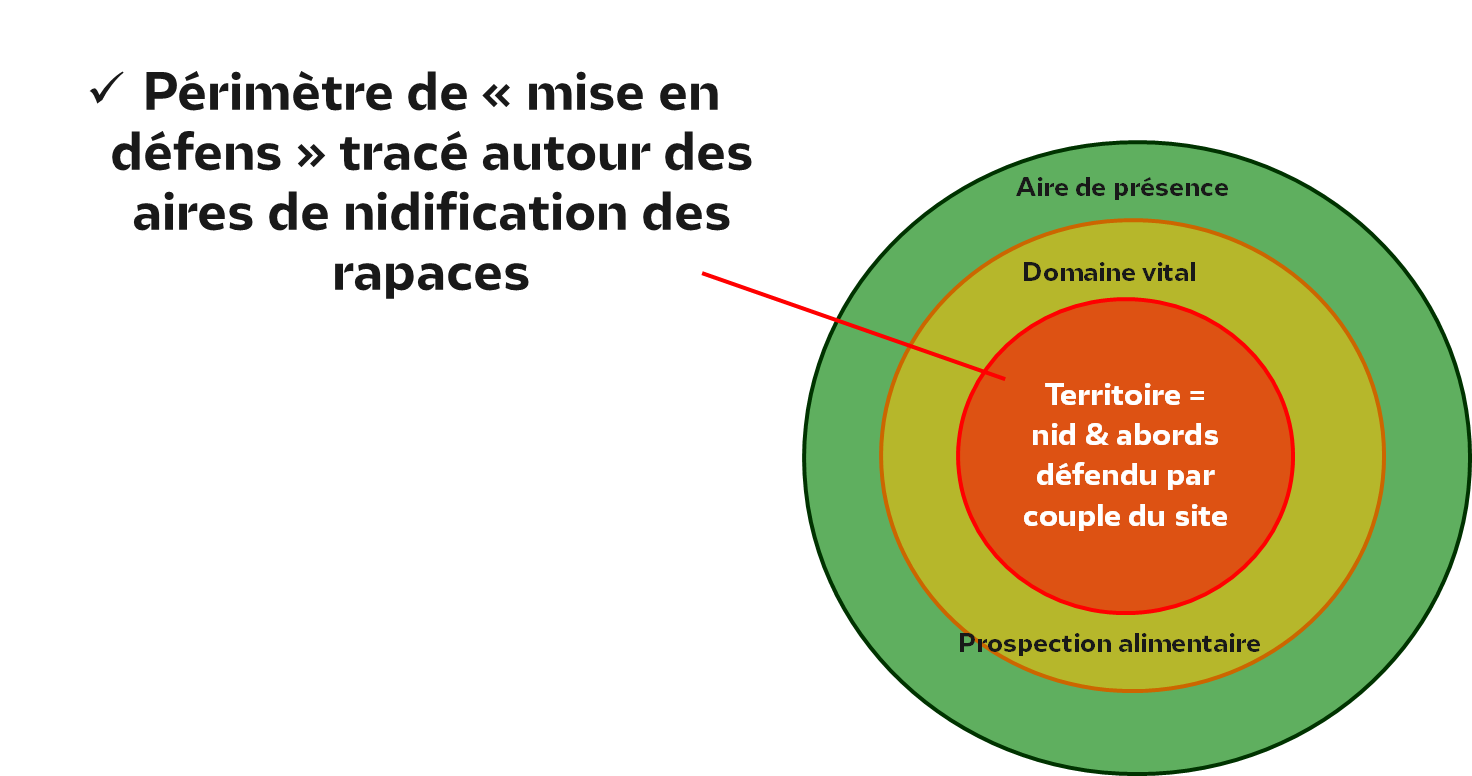 ✓ Périmètre de « mise en
défens » tracé autour des
aires de nidification des
rapaces
Aire de présence
Domaine vital
Territoire =
nid & abords
défendu par
couple du site
Prospection alimentaire